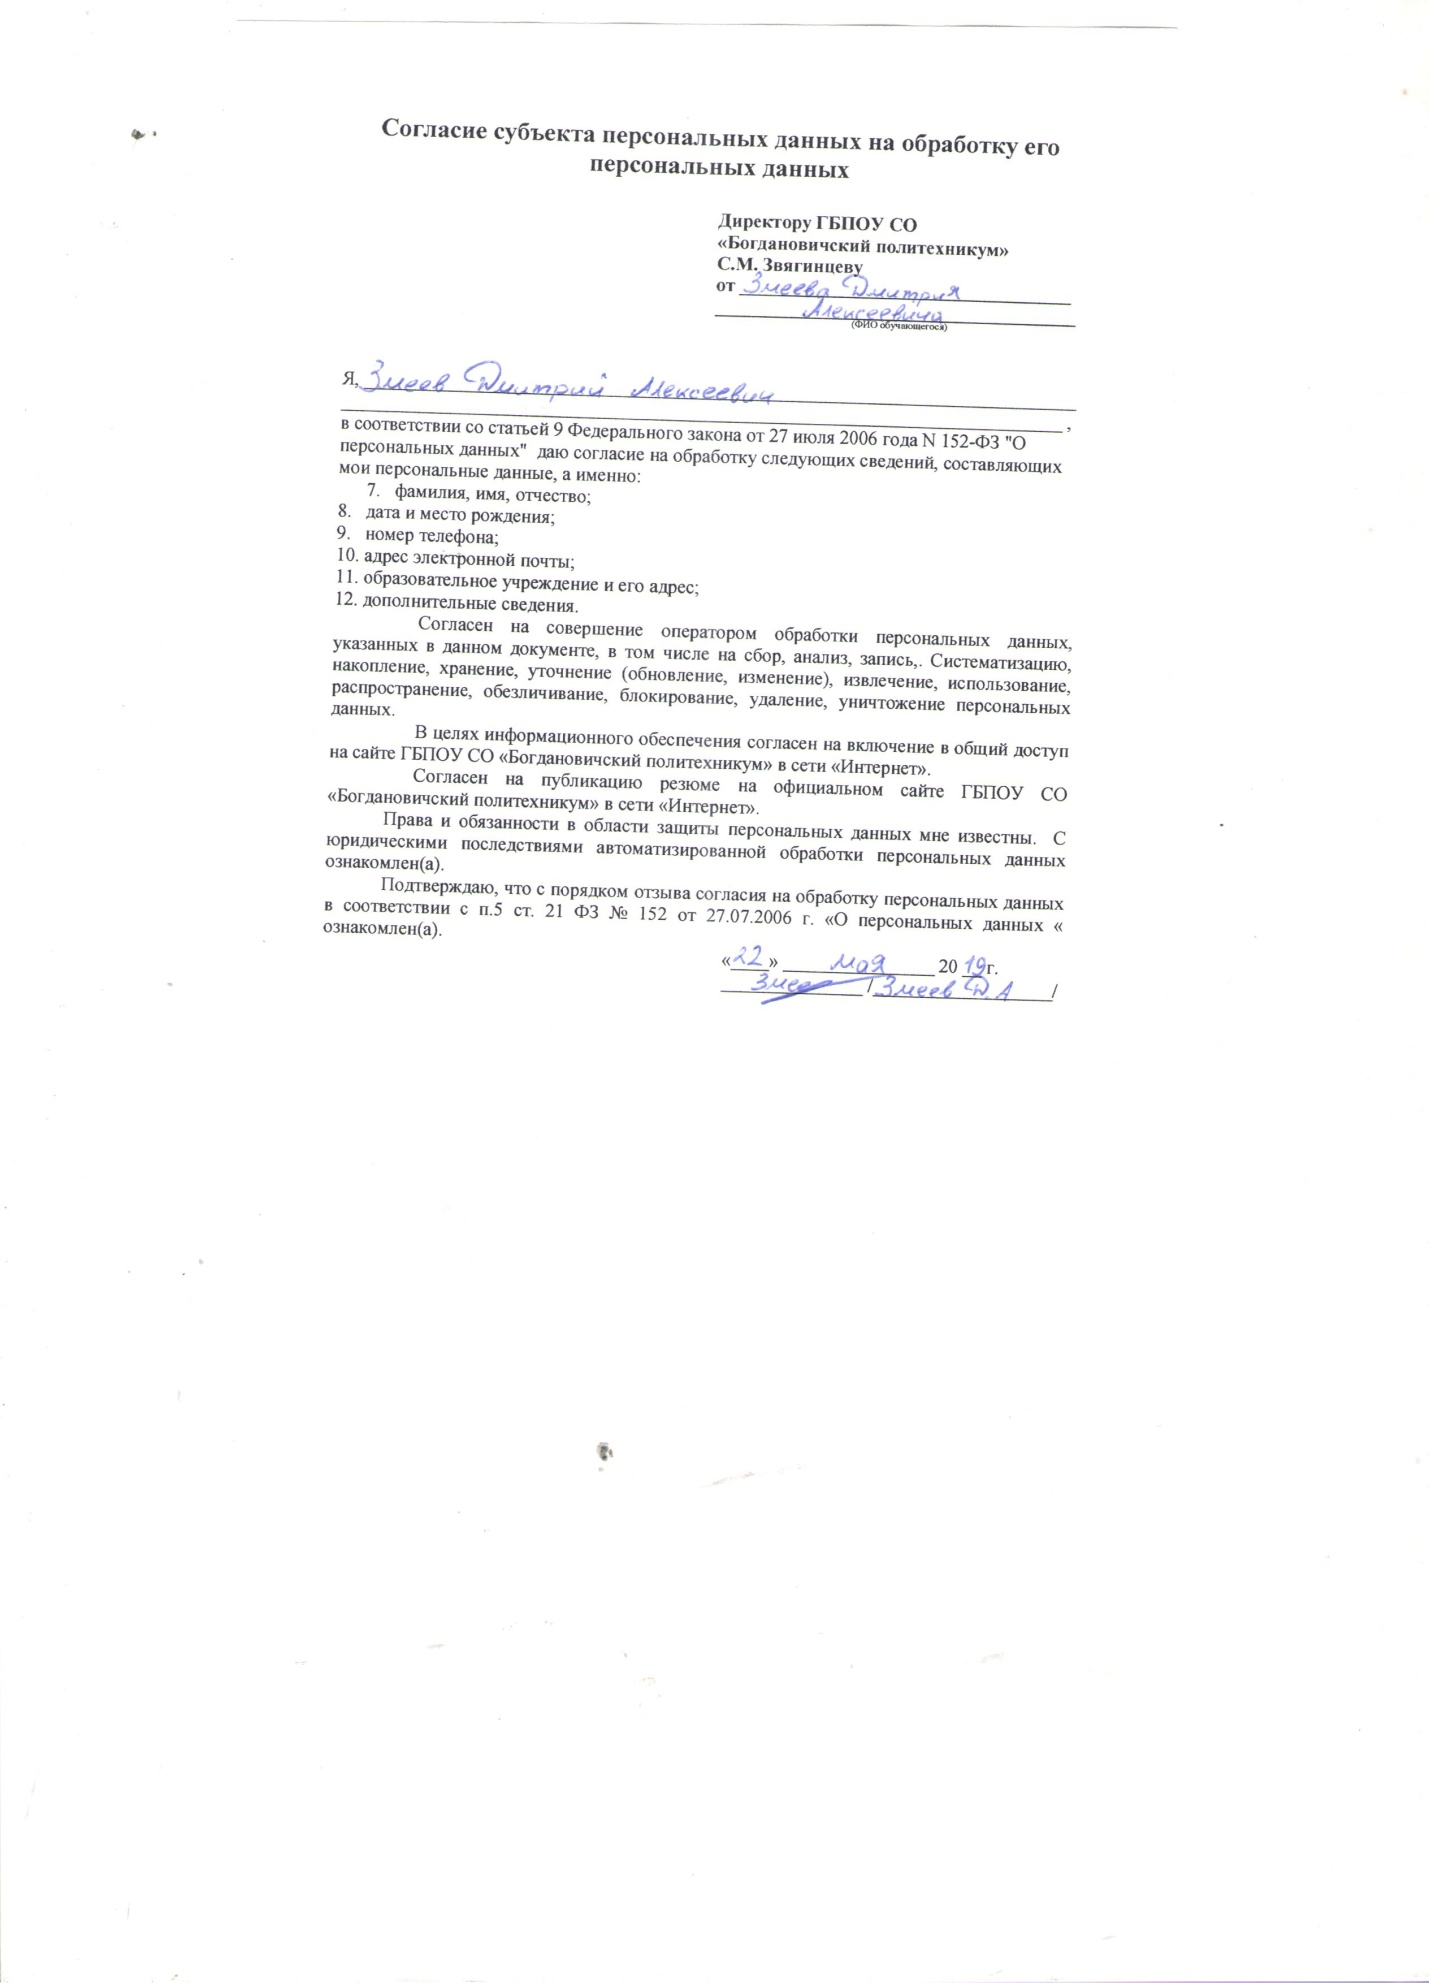 Согласие субъекта персональных данных на обработку его
персональных данных
Директору ГБПОУ СО
«Богдановичский политехникум»
С.М. Звягинцеву
от Змеева Дмитрия
Алексеевича
(ФИО обучающегося)
Я, Змеев Дмитрий Алексеевич
,
в соответствии со статьей 9 Федерального закона от 27 июля 2006 года N 152-ФЗ "О
персональных данных" даю согласие на обработку следующих сведений, составляющих
мои персональные данные, а именно:
7. фамилия, имя, отчество;
8. дата и место рождения;
9. номер телефона;
10. адрес электронной почты;
11. образовательное учреждение и его адрес;
12. дополнительные сведения.
Согласен на совершение оператором обработки персональных данных,
указанных в данном документе, в том числе на сбор, анализ, запись,. Систематизацию,
накопление, хранение, уточнение (обновление, изменение), извлечение, использование,
распространение, обезличивание, блокирование, удаление, уничтожение персональных
данных.
В целях информационного обеспечения согласен на включение в общий доступ
на сайте ГБПОУ СО «Богдановичский политехникум» в сети «Интернет».
Согласен на публикацию резюме на официальном сайте ГБПОУ СО
«Богдановичский политехникум» в сети «Интернет».
Права и обязанности в области защиты персональных данных мне известны. С
юридическими последствиями автоматизированной обработки персональных данных
ознакомлен(а).
Подтверждаю, что с порядком отзыва согласия на обработку персональных данных
в соответствии с п.5 ст. 21 ФЗ № 152 от 27.07.2006 г. «О персональных данных «
ознакомлен(а).
«22» мая 20 19 г.
Змеев / Змеев Д.А /